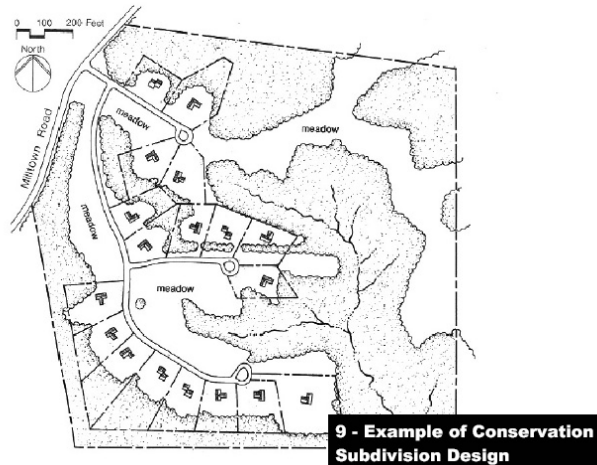 0 100 200 Feet
North
Milltown Road
meadow
meadow
meadow
meadow
9 - Example of Conservation
Subdivision Design